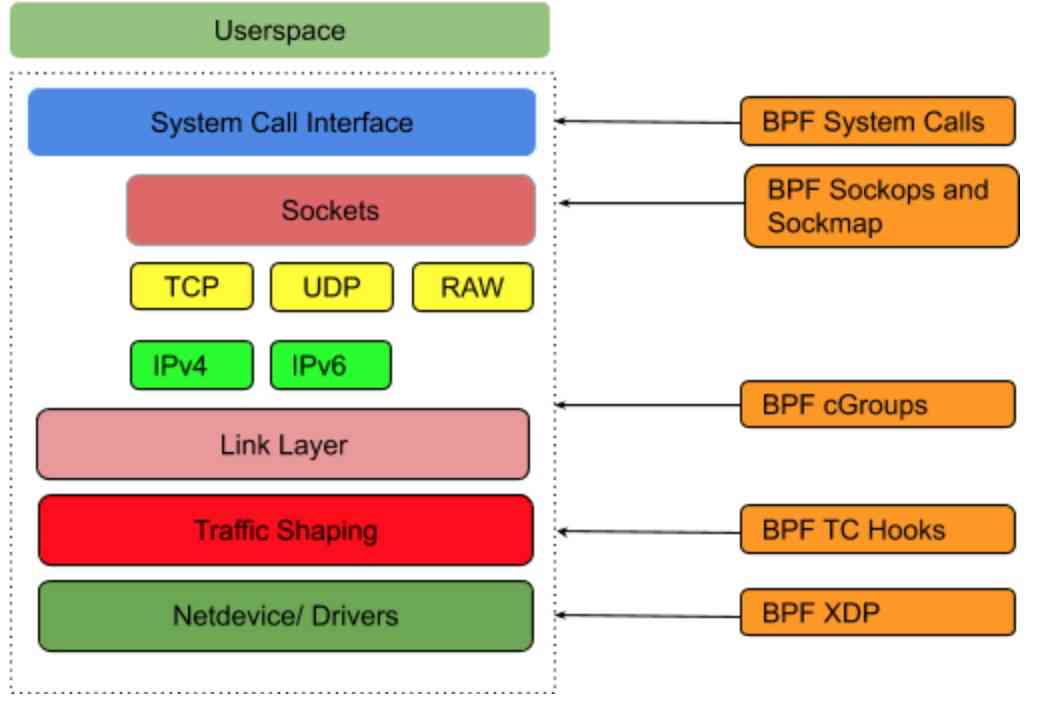 Userspace
System Call Interface
BPF System Calls
Sockets
BPF Sockops and
Sockmap
TCP
UDP
RAW
IPv4
IPv6
BPF cGroups
Link Layer
Traffic Shaping
BPF TC Hooks
Netdevice/ Drivers
BPF XDP